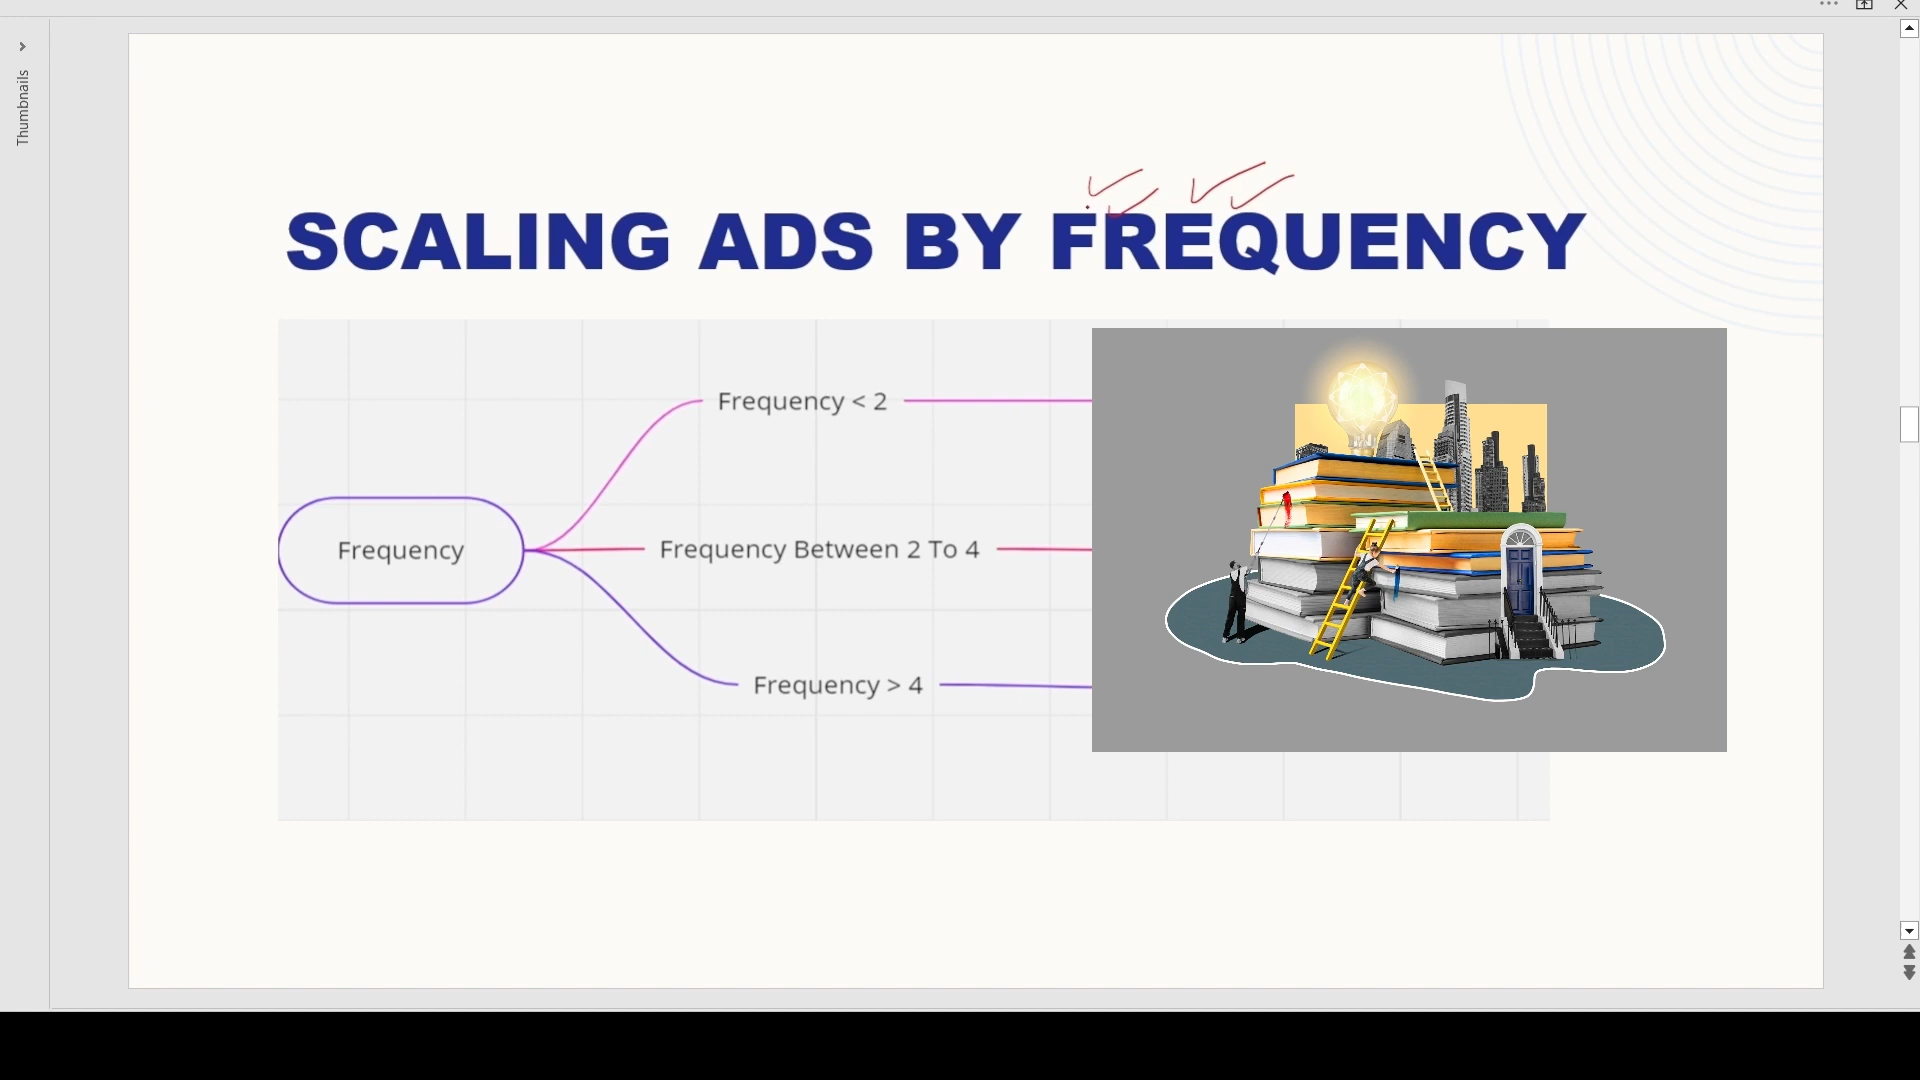 Thumbnails
SCALING ADS BY FREQUENCY
Frequency < 2
Frequency
Frequency Between 2 To 4
Frequency > 4